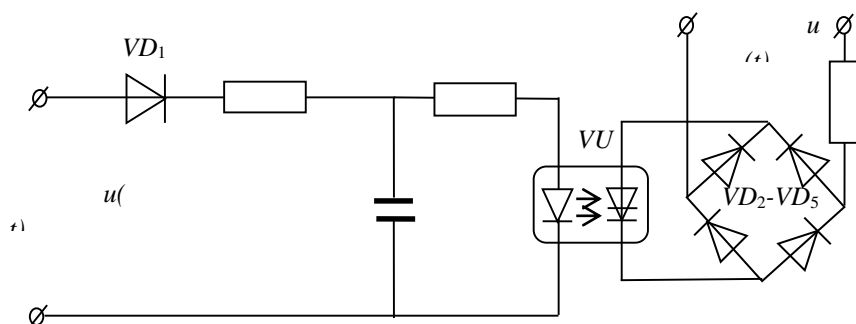 u
(t)
VD1
VU
VD2-VD5
u(
t)